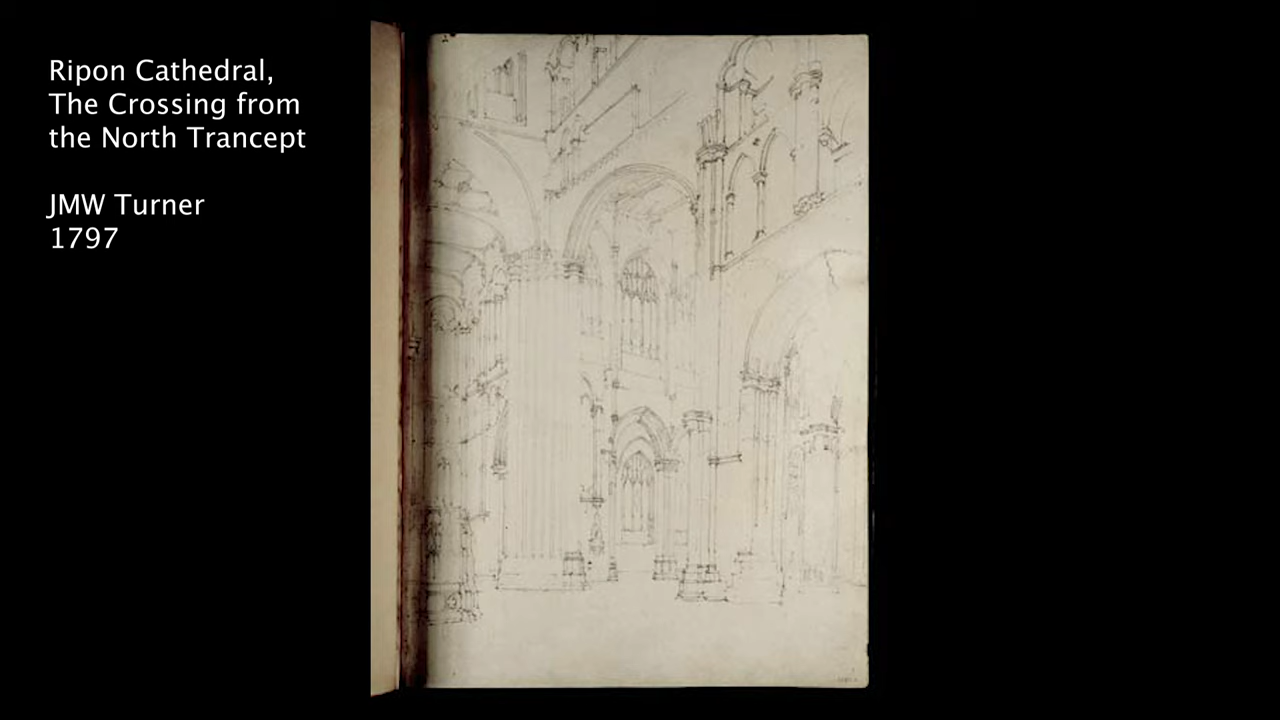 Ripon Cathedral,
The Crossing from
the North Trancept
JMW Turner
1797